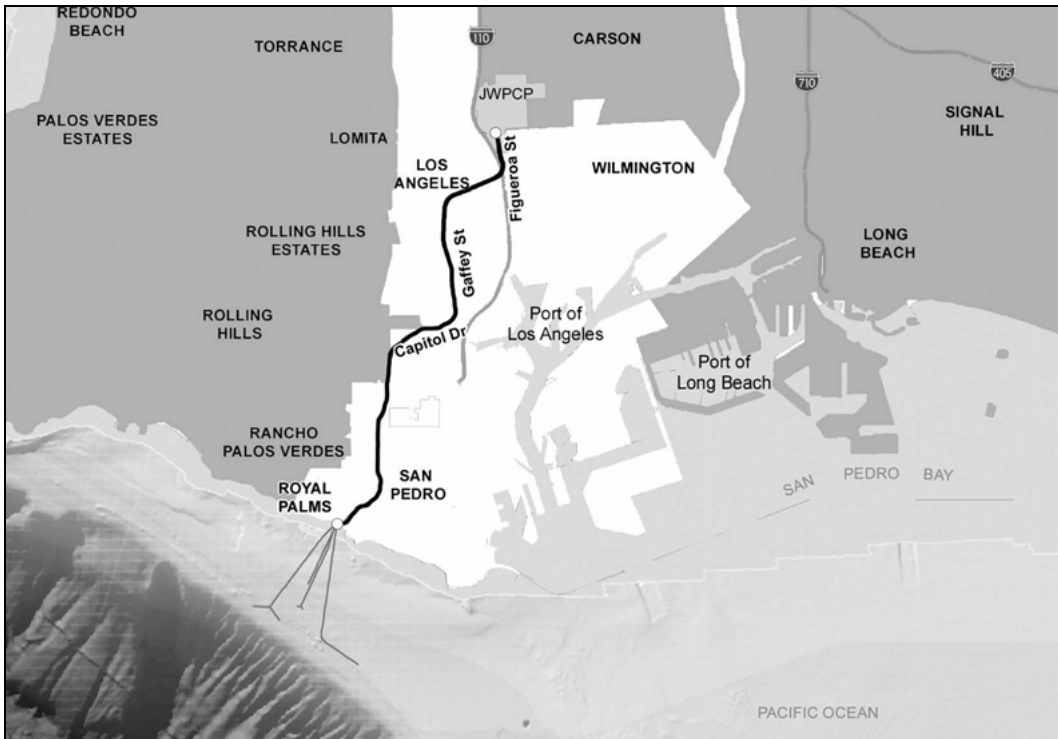 REDONDO
BEACH
TORRANCE
110
CARSON
710
405
JWPCP
PALOS VERDES
ESTATES
LOMITA
SIGNAL
HILL
LOS
ANGELES
Figueroa St
WILMINGTON
ROLLING HILLS
ESTATES
Gaffey St
LONG
BEACH
ROLLING
HILLS
Capitol Dr
Port of
Los Angeles
Port of
Long Beach
RANCHO
PALOS VERDES
SAN
PEDRO
ROYAL
PALMS
SAN PEDRO BAY
PACIFIC OCEAN